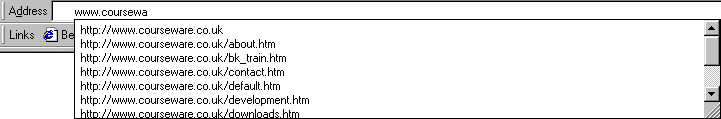 Address www.coursewa
Links Be
http://www.courseware.co.uk
http://www.courseware.co.uk/about.htm
http://www.courseware.co.uk/bk_train.htm
http://www.courseware.co.uk/contact.htm
http://www.courseware.co.uk/default.htm
http://www.courseware.co.uk/development.htm
http://www.courseware.co.uk/downloads.htm